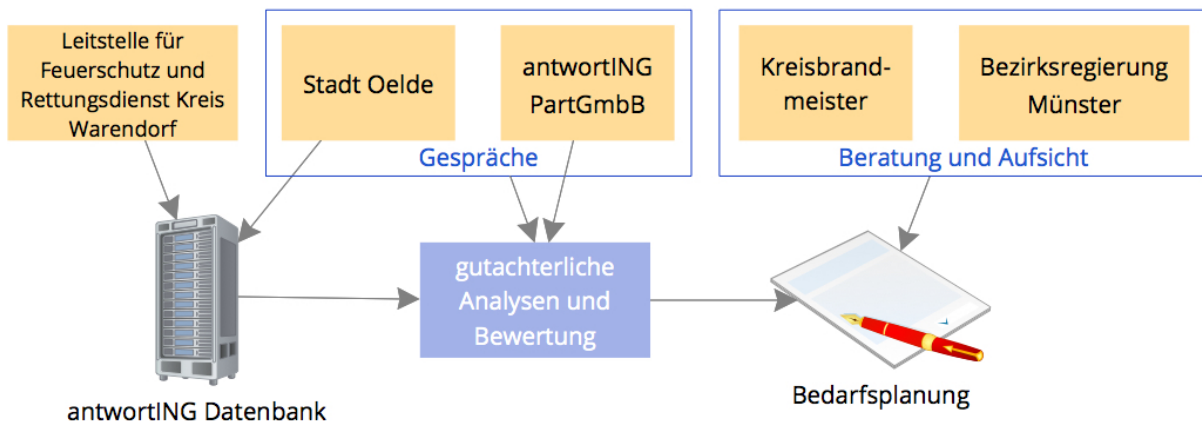 Leitstelle für
Feuerschutz und
Rettungsdienst Kreis
Warendorf
Stadt Oelde
antwortING
PartGmbB
Gespräche
Kreisbrand-
meister
Bezirksregierung
Münster
Beratung und Aufsicht
gutachterliche
Analysen und
Bewertung
antwortING Datenbank
Bedarfsplanung